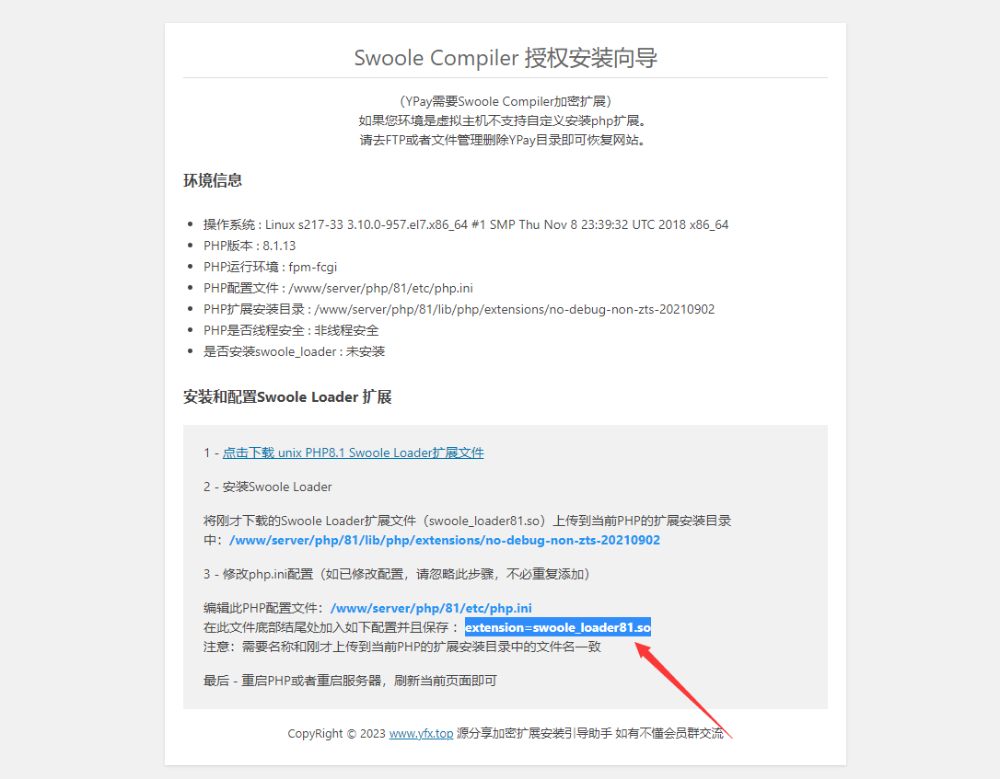 Swoole Compiler 授权安装向导
（YPay需要Swoole Compiler加密扩展）
如果您环境是虚拟主机不支持自定义安装php扩展。
请去FTP或者文件管理删除YPay目录即可恢复网站。
环境信息
操作系统 : Linux s217-33 3.10.0-957.el7.x86_64 #1 SMP Thu Nov 8 23:39:32 UTC 2018 x86_64
PHP版本 : 8.1.13
PHP运行环境 : fpm-fcgi
PHP配置文件 : /www/server/php/81/etc/php.ini
PHP扩展安装目录 : /www/server/php/81/lib/php/extensions/no-debug-non-zts-20210902
PHP是否线程安全 : 非线程安全
是否安装swoole_loader : 未安装
安装和配置Swoole Loader 扩展
1 - 点击下载 unix PHP8.1 Swoole Loader扩展文件
2 - 安装Swoole Loader
将刚才下载的Swoole Loader扩展文件（swoole_loader81.so）上传到当前PHP的扩展安装目录
中：/www/server/php/81/lib/php/extensions/no-debug-non-zts-20210902
3 - 修改php.ini配置（如已修改配置，请忽略此步骤，不必重复添加）
编辑此PHP配置文件：/www/server/php/81/etc/php.ini
在此文件底部结尾处加入如下配置并且保存 ：extension=swoole_loader81.so
注意：需要名称和刚才上传到当前PHP的扩展安装目录中的文件名一致
最后 - 重启PHP或者重启服务器，刷新当前页面即可
CopyRight © 2023 www.yfx.top 源分享加密扩展安装引导助手 如有不懂会员群交流